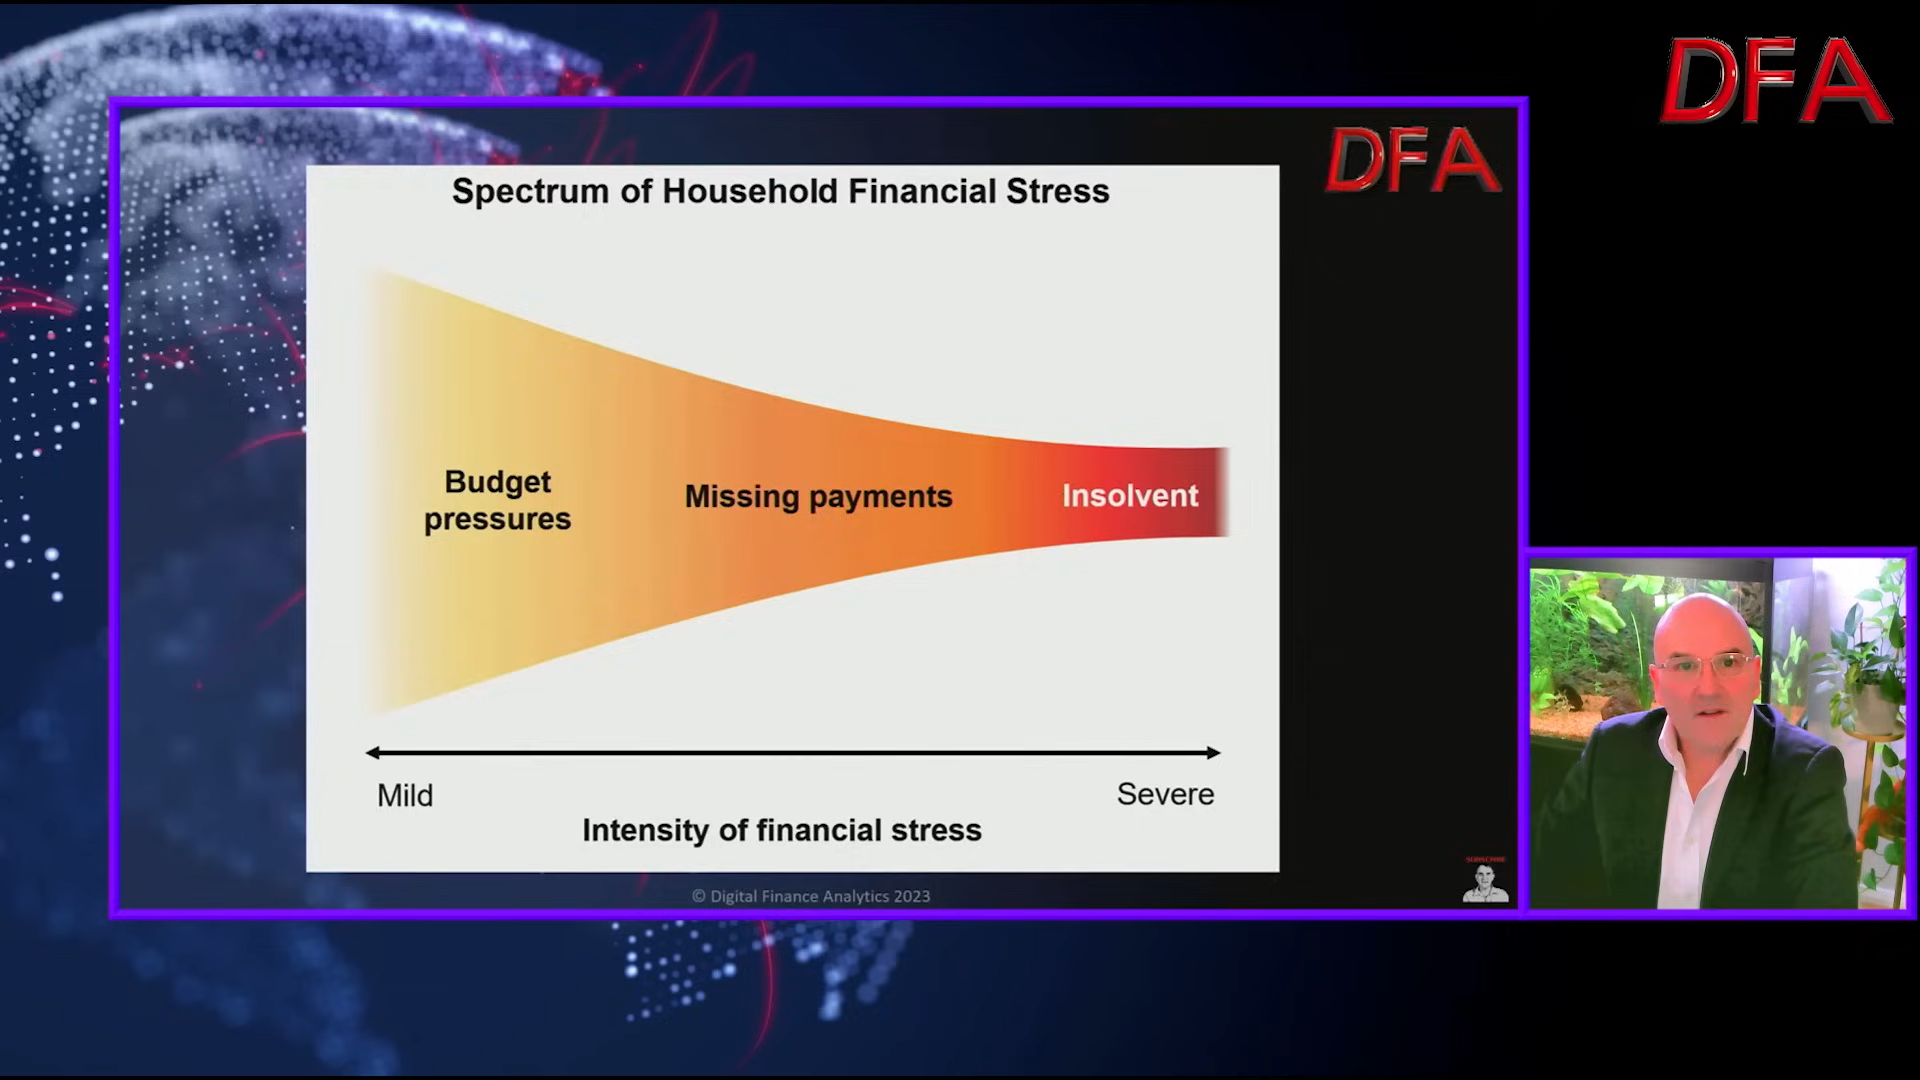 DFA
DFA
Spectrum of Household Financial Stress
Budget
pressures
Missing payments
Insolvent
Mild
Severe
Intensity of financial stress
© Digital Finance Analytics 2023
SUBSCRIBE